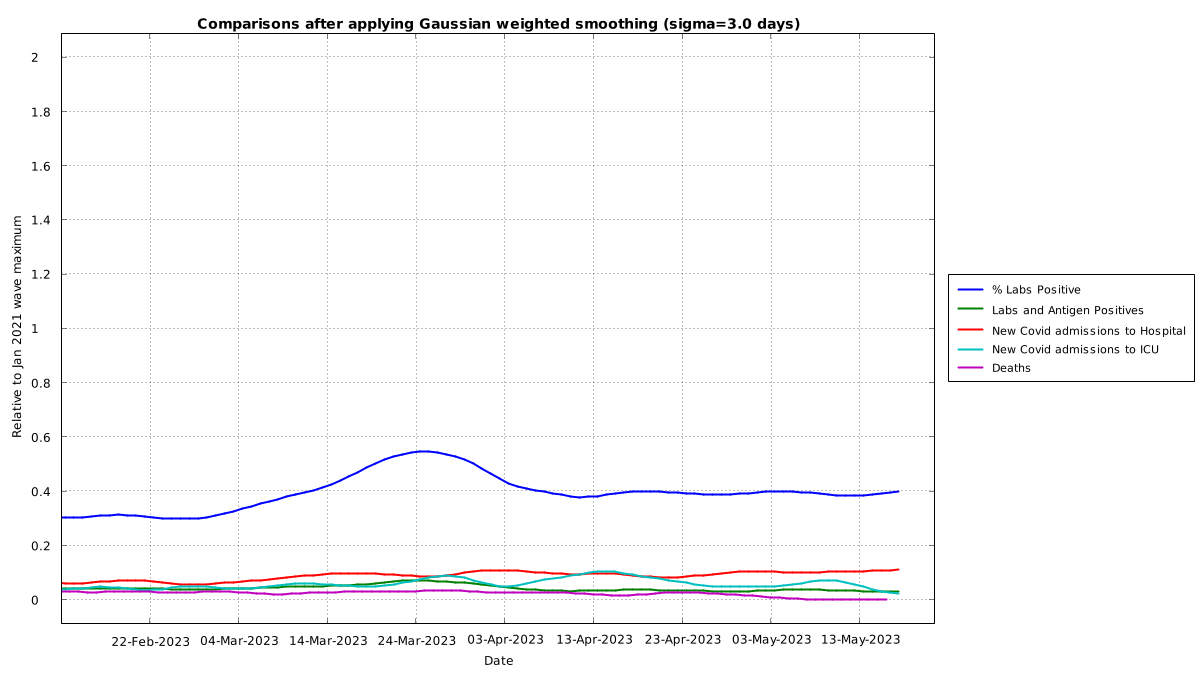 Comparisons after applying Gaussian weighted smoothing (sigma=3.0 days)
Relative to Jan 2021 wave maximum
2
1.8
1.6
1.4
1.2
1
0.8
0.6
0.4
0.2
0
22-Feb-2023
04-Mar-2023
14-Mar-2023
24-Mar-2023
03-Apr-2023
13-Apr-2023
23-Apr-2023
03-May-2023
13-May-2023
Date
% Labs Positive
Labs and Antigen Positives
New Covid admissions to Hospital
New Covid admissions to ICU
Deaths